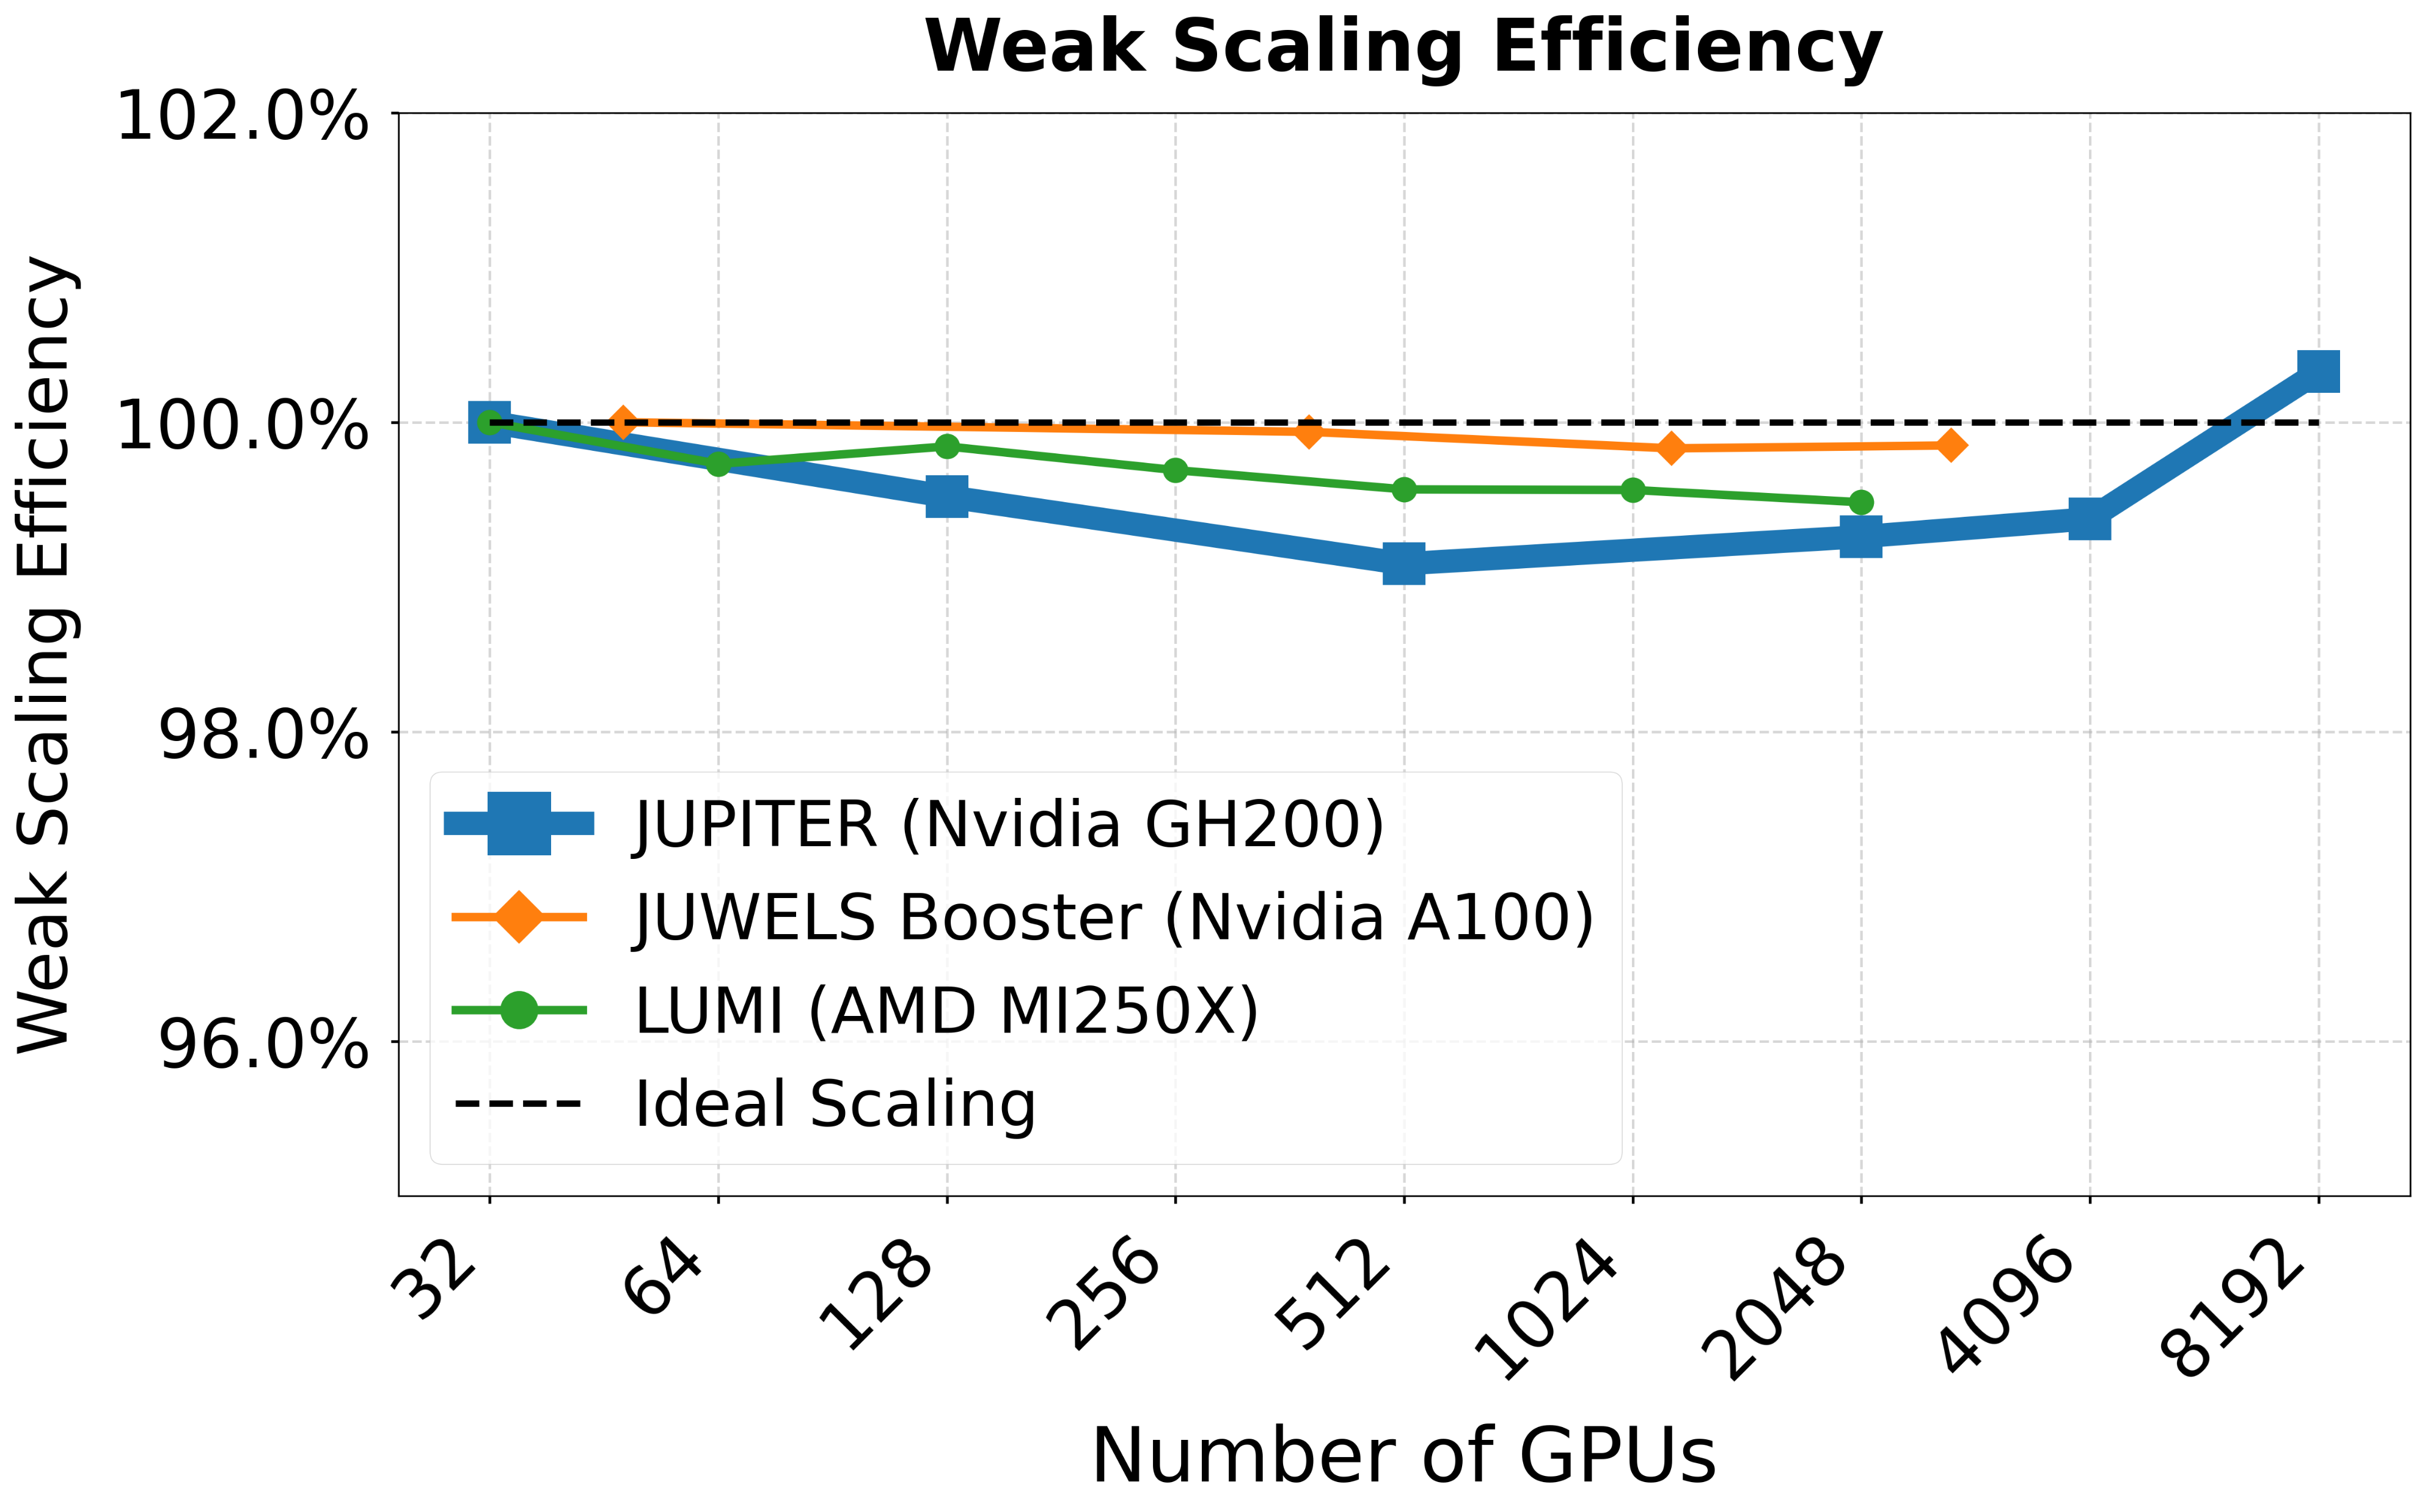 Weak Scaling Efficiency
102.0%
100.0%
98.0%
96.0%
Weak Scaling Efficiency
JUPITER (Nvidia GH200)
JUWELS Booster (Nvidia A100)
LUMI (AMD MI250X)
Ideal Scaling
32
64
128
256
512
1024
2048
4096
8192
Number of GPUs